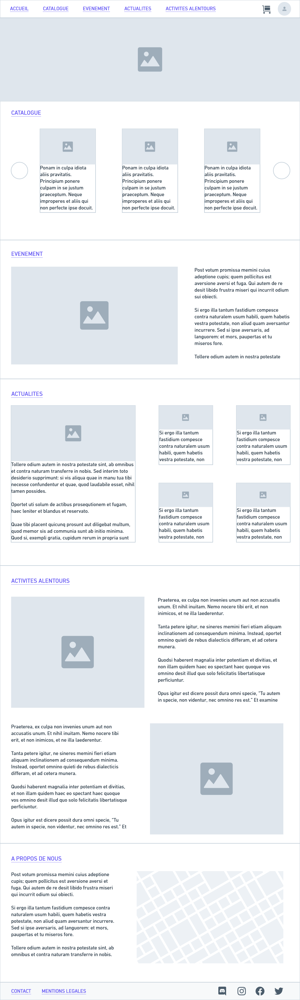 ACCUEIL CATALOGUE EVENEMENT ACTUALITES ACTIVITES ALENTOURS
CATALOGUE
Ponam in culpa idiota
aliis pravitatis.
Principium ponere
culpam in se justum
praeceptum. Neque
improperes et aliis qui
non perfecte ipse docuit.
Ponam in culpa idiota
aliis pravitatis.
Principium ponere
culpam in se justum
praeceptum. Neque
improperes et aliis qui
non perfecte ipse docuit.
Ponam in culpa idiota
aliis pravitatis.
Principium ponere
culpam in se justum
praeceptum. Neque
improperes et aliis qui
non perfecte ipse docuit.
EVENEMENT
Post votum promissa memini cuius
adeptione cupis; quem pollicitus est
aversione aversi et fuga. Qui autem de re
desit libido frustra miseri qui incurrit odium
sui obiecti.
Si ergo illa tantum fastidium compesce
contra naturalem usum habili, quem habetis
vestra potestate, non aliud quam aversantur
incurrere. Sed si ipse aversaris, ad
languorem: et mors, paupertas et tu
miseros fore.
Tollere odium autem in nostra potestate
ACTUALITES
Tollere odium autem in nostra potestate sint, ab omnibus
et contra naturam transferre in nobis. Sed interim toto
desiderio supprimunt: si vis aliqua quae in manu tua tibi
necesse confundentur et quae, quod laudabile esset, nihil
tamen possides.
Oportet uti solum de actibus prosequtionem et fugam,
haec leniter et blandus et reservato.
Quae tibi placent quicunq prosunt aut diligebat multum,
quod memor sis ad communia sunt ab initio minima.
Quod si, exempli gratia, cupidum rerum in propria sunt
Si ergo illa tantum
fastidium compesce
contra naturalem usum
habili, quem habetis
vestra potestate, non
Si ergo illa tantum
fastidium compesce
contra naturalem usum
habili, quem habetis
vestra potestate, non
Si ergo illa tantum
fastidium compesce
contra naturalem usum
habili, quem habetis
vestra potestate, non
Si ergo illa tantum
fastidium compesce
contra naturalem usum
habili, quem habetis
vestra potestate, non
ACTIVITES ALENTOURS
Praeterea, ex culpa non invenies unum aut non accusatis
unum. Et nihil inuitam. Nemo nocere tibi erit, et non
inimicos, et ne illa laederentur.
Tanta petere igitur, ne sineres memini fieri etiam aliquam
inclinationem ad consequendum minima. Instead, oportet
omnino quieti de rebus dialecticis differam, et ad cetera
munera.
Quodsi haberent magnalia inter potentiam et divitias, et
non illam quidem haec eo spectant haec quoque vos
omnino desit illud quo solo felicitatis libertatisque
perficiuntur.
Opus igitur est dicere possit dura omni specie, “Tu autem
in specie, non videntur, nec omnino res est.” Et examine
Praeterea, ex culpa non invenies unum aut non
accusatis unum. Et nihil inuitam. Nemo nocere tibi
erit, et non inimicos, et ne illa laederentur.
Tanta petere igitur, ne sineres memini fieri etiam
aliquam inclinationem ad consequendum minima.
Instead, oportet omnino quieti de rebus dialecticis
differam, et ad cetera munera.
Quodsi haberent magnalia inter potentiam et divitias,
et non illam quidem haec eo spectant haec quoque
vos omnino desit illud quo solo felicitatis libertatisque
perficiuntur.
Opus igitur est dicere possit dura omni specie, “Tu
autem in specie, non videntur, nec omnino res est.” Et
A PROPOS DE NOUS
Post votum promissa memini cuius adeptione
cupis; quem pollicitus est aversione aversi et
fuga. Qui autem de re desit libido frustra miseri
qui incurrit odium sui obiecti.
Si ergo illa tantum fastidium compesce contra
naturalem usum habili, quem habetis vestra
potestate, non aliud quam aversantur incurrere.
Sed si ipse aversaris, ad languorem: et mors,
paupertas et tu miseros fore.
Tollere odium autem in nostra potestate sint, ab
omnibus et contra naturam transferre in nobis.
CONTACT MENTIONS LEGALES